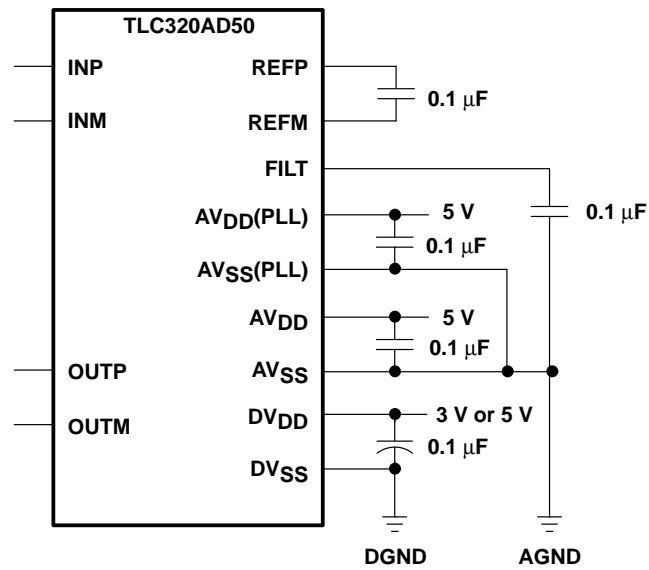 TLC320AD50
INP
REFP
0.1 μF
INM
REFM
FILT
AVDD(PLL)
5 V
0.1 μF
0.1 μF
AVSS(PLL)
AVDD
5 V
0.1 μF
OUTP
AVSS
OUTM
DVDD
3 V or 5 V
0.1 μF
DVSS
DGND
AGND